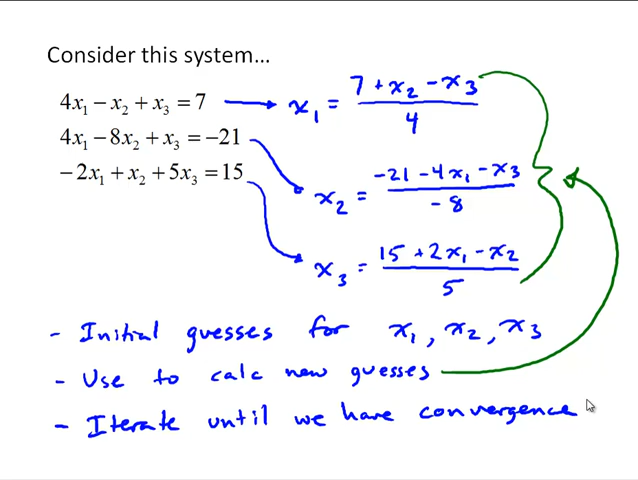 Consider this system...
4x₁ − x₂ + x₃ = 7
x₁ = (7 + x₂ − x₃) / 4
4x₁ − 8x₂ + x₃ = −21
x₂ = (−21 − 4x₁ − x₃) / −8
−2x₁ + x₂ + 5x₃ = 15
x₃ = (15 + 2x₁ − x₂) / 5
- Initial guesses for x₁, x₂, x₃
- Use to calc new guesses
- Iterate until we have convergence